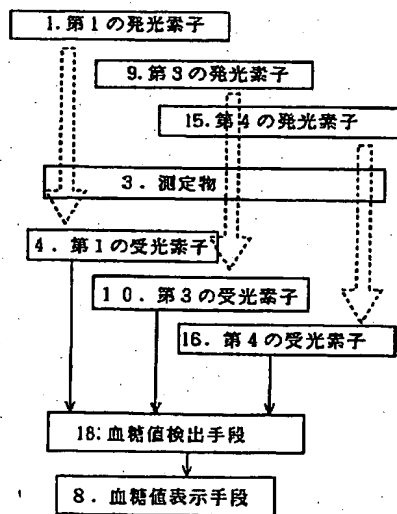 1.第1の発光素子
9.第3の発光素子
15.第4の発光素子
3．測定物
4．第1の受光素子
10．第3の受光素子
16．第4の受光素子
18:血糖値検出手段
8．血糖値表示手段